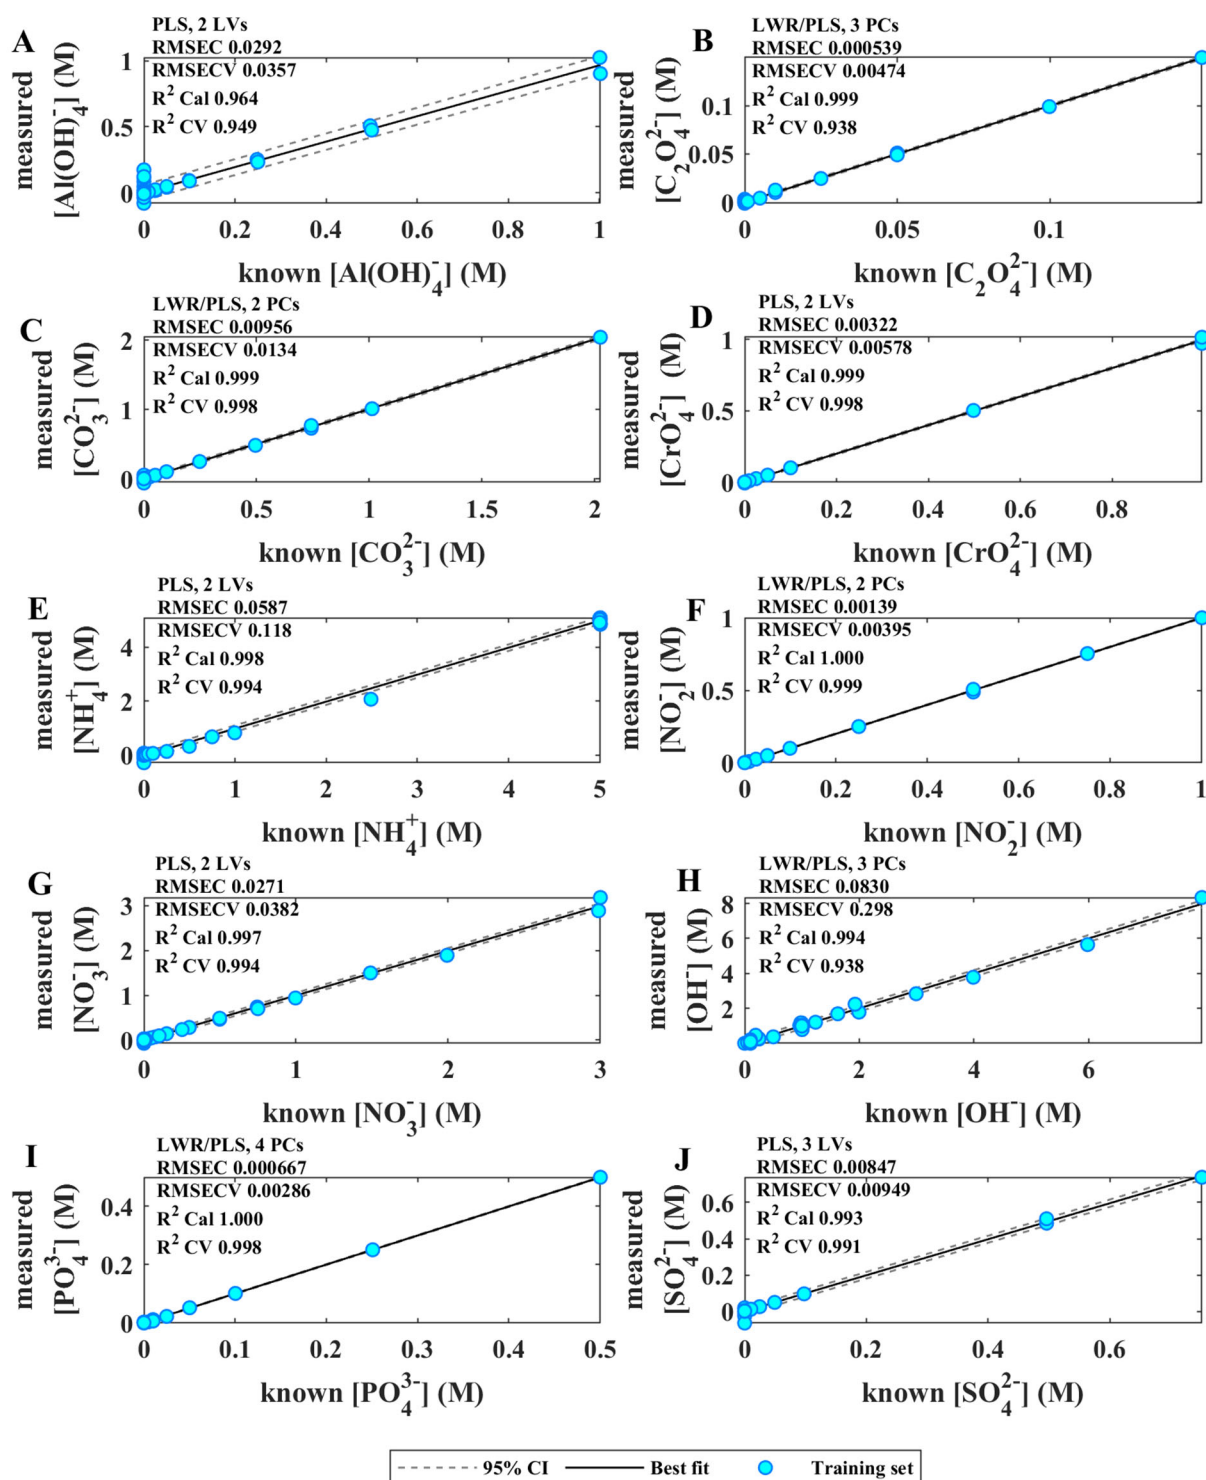 A
PLS, 2 LVs
RMSEC 0.0292
RMSECV 0.0357
R² Cal 0.964
R² CV 0.949
measured
[Al(OH)₄⁻] (M)
1
0.5
0
0 0.2 0.4 0.6 0.8 1
known [Al(OH)₄⁻] (M)
B
LWR/PLS, 3 PCs
RMSEC 0.000539
RMSECV 0.00474
R² Cal 0.999
R² CV 0.938
measured
[C₂O₄²⁻] (M)
0.1
0.05
0
0 0.05 0.1
known [C₂O₄²⁻] (M)
C
LWR/PLS, 2 PCs
RMSEC 0.00956
RMSECV 0.0134
R² Cal 0.999
R² CV 0.998
measured
[CO₃²⁻] (M)
2
1
0
0 0.5 1 1.5 2
known [CO₃²⁻] (M)
D
PLS, 2 LVs
RMSEC 0.00322
RMSECV 0.00578
R² Cal 0.999
R² CV 0.998
measured
[CrO₄²⁻] (M)
1
0.5
0
0 0.2 0.4 0.6 0.8
known [CrO₄²⁻] (M)
E
PLS, 2 LVs
RMSEC 0.0587
RMSECV 0.118
R² Cal 0.998
R² CV 0.994
measured
[NH₄⁺] (M)
4
2
0
0 1 2 3 4 5
known [NH₄⁺] (M)
F
LWR/PLS, 2 PCs
RMSEC 0.00139
RMSECV 0.00395
R² Cal 1.000
R² CV 0.999
measured
[NO₂⁻] (M)
1
0.5
0
0 0.2 0.4 0.6 0.8 1
known [NO₂⁻] (M)
G
PLS, 2 LVs
RMSEC 0.0271
RMSECV 0.0382
R² Cal 0.997
R² CV 0.994
measured
[NO₃⁻] (M)
3
2
1
0
0 1 2 3
known [NO₃⁻] (M)
H
LWR/PLS, 3 PCs
RMSEC 0.0830
RMSECV 0.298
R² Cal 0.994
R² CV 0.938
measured
[OH⁻] (M)
8
6
4
2
0
0 2 4 6
known [OH⁻] (M)
I
LWR/PLS, 4 PCs
RMSEC 0.000667
RMSECV 0.00286
R² Cal 1.000
R² CV 0.998
measured
[PO₄³⁻] (M)
0.4
0.2
0
0 0.1 0.2 0.3 0.4 0.5
known [PO₄³⁻] (M)
J
PLS, 3 LVs
RMSEC 0.00847
RMSECV 0.00949
R² Cal 0.993
R² CV 0.991
measured
[SO₄²⁻] (M)
0.6
0.4
0.2
0
0 0.2 0.4 0.6
known [SO₄²⁻] (M)
95% CI Best fit Training set